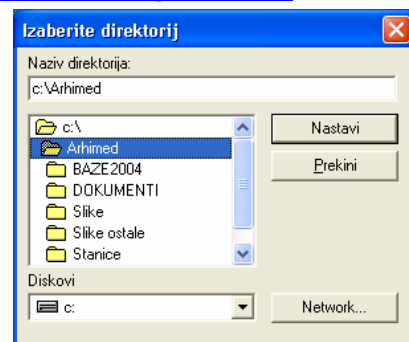 Izaberite direktorij
Naziv direktorija:
c:\Arhimed
c:\
Arhimed
BAZE2004
DOKUMENTI
Slike
Slike ostale
Stanice
Nastavi
Prekini
Diskovi
c:
Network...